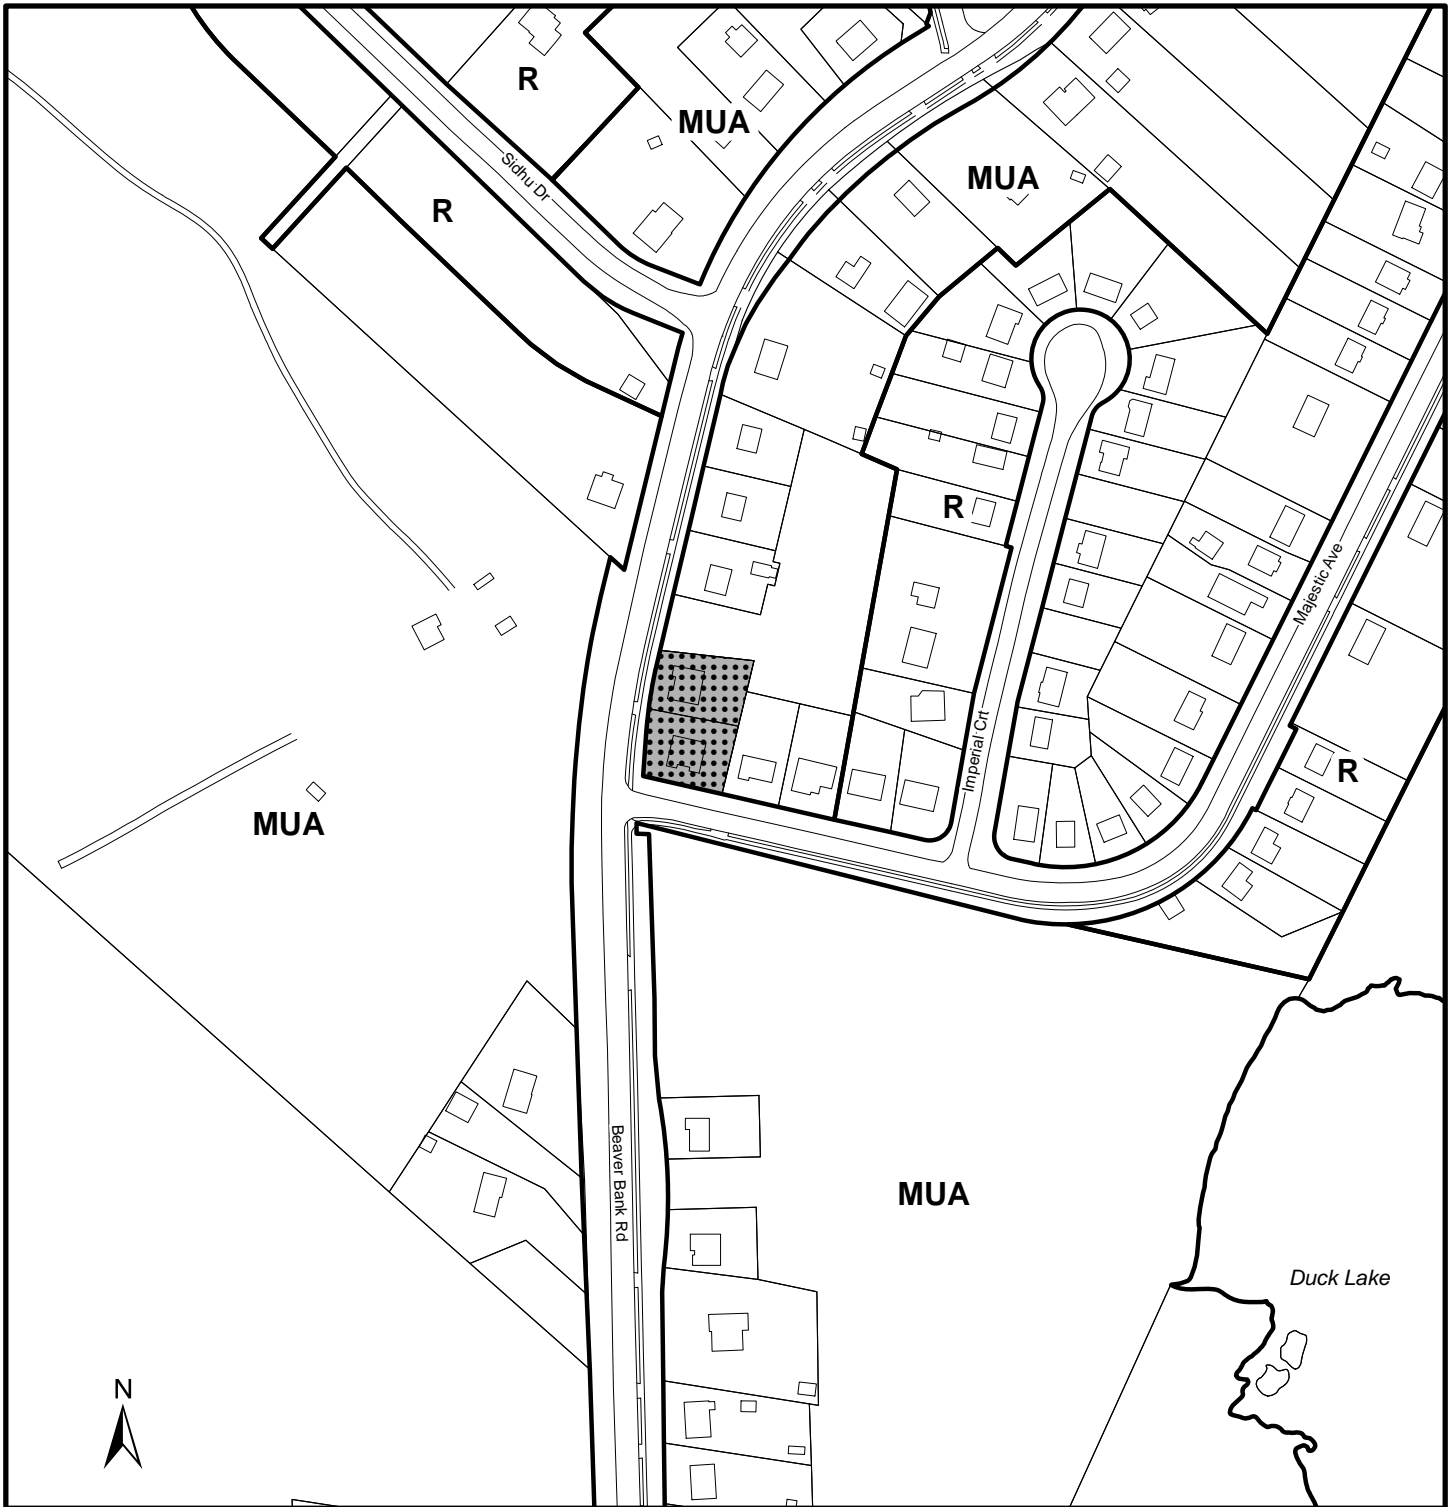 R
MUA
Sidhu Dr
MUA
R
R
Majestic Ave
Imperial Crt
R
MUA
Beaver Bank Rd
MUA
Duck Lake
N